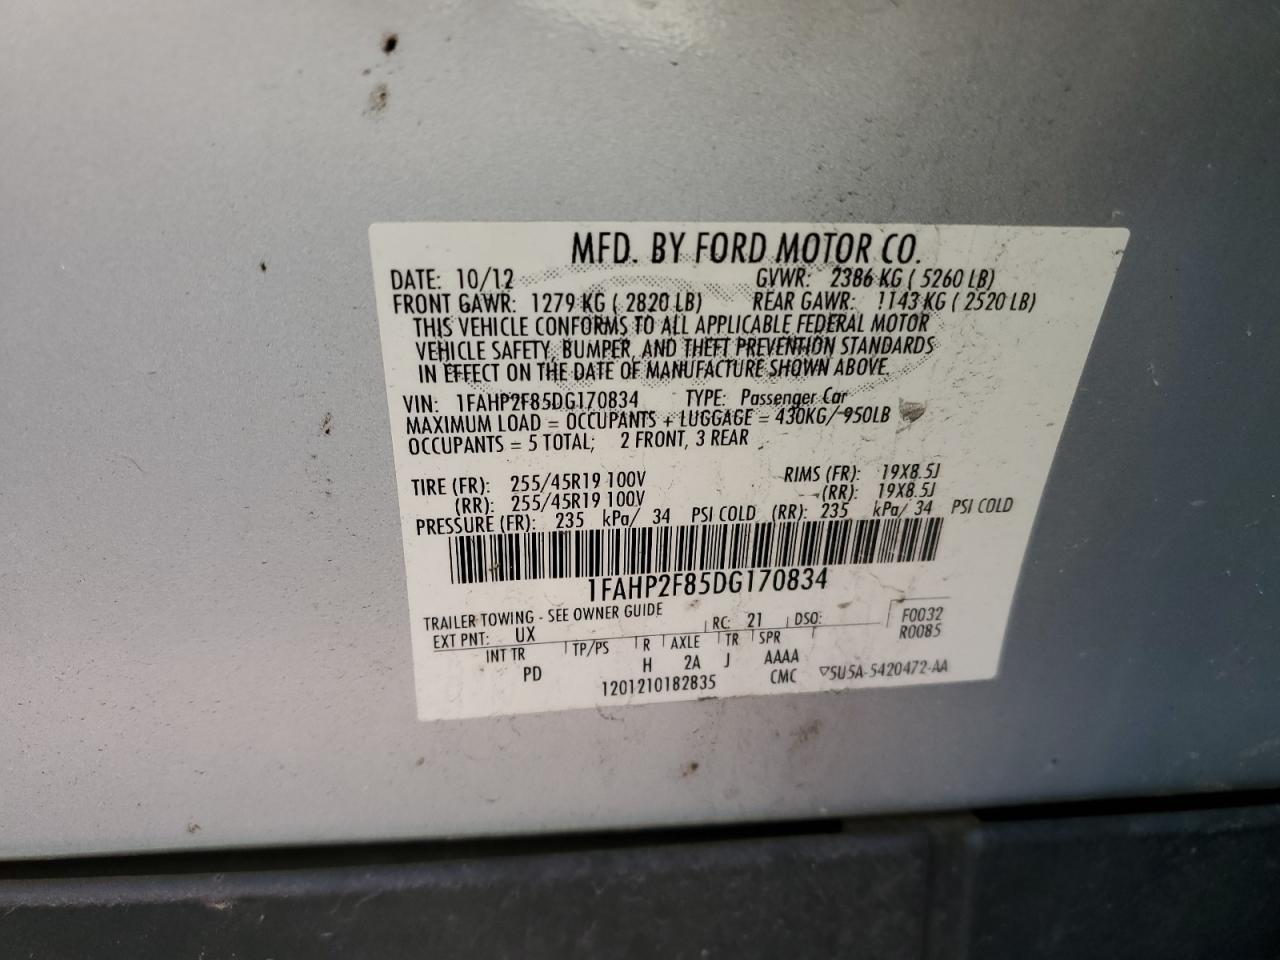 MFD. BY FORD MOTOR CO.
DATE: 10/12 GVWR: 2386 KG ( 5260 LB)
FRONT GAWR: 1279 KG ( 2820 LB) REAR GAWR: 1143 KG ( 2520 LB)
THIS VEHICLE CONFORMS TO ALL APPLICABLE FEDERAL MOTOR
VEHICLE SAFETY, BUMPER, AND THEFT PREVENTION STANDARDS
IN EFFECT ON THE DATE OF MANUFACTURE SHOWN ABOVE.
VIN: 1FAHP2F85DG170834 TYPE: Passenger Car
MAXIMUM LOAD = OCCUPANTS + LUGGAGE = 430KG/ 950LB
OCCUPANTS = 5 TOTAL; 2 FRONT, 3 REAR
TIRE (FR): 255/45R19 100V RIMS (FR): 19X8.5J
(RR): 255/45R19 100V (RR): 19X8.5J
PRESSURE (FR): 235 kPa/ 34 PSI COLD (RR): 235 kPa/ 34 PSI COLD
1FAHP2F85DG170834
TRAILER TOWING - SEE OWNER GUIDE
EXT PNT: UX RC: 21 DSO: F0032
R0085
INT TR TP/PS R AXLE TR SPR
PD H 2A J AAAA
1201210182835 CMC ▽5U5A-5420472-AA